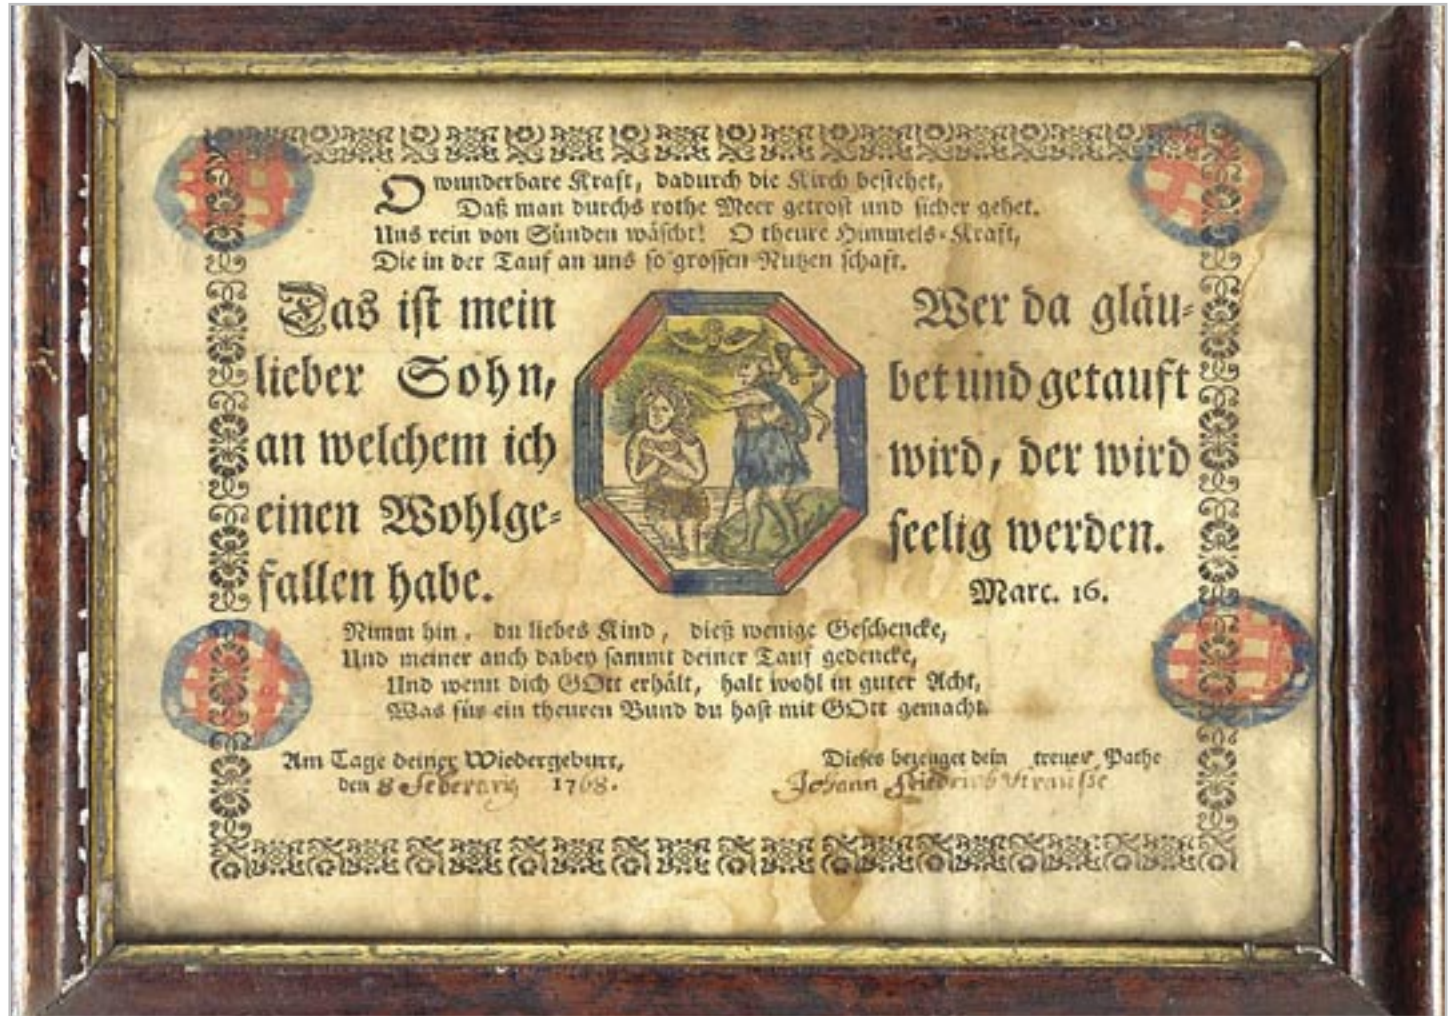 O wunderbare Krafft, dadurch die Kirch bestehet,
Daß man durchs rothe Meer getrost und sicher gehet.
Uns rein von Sünden wäscht! O theure Himmels-Krafft,
Die in der Tauf an uns so grossen Nutzen schaft.
Das ist mein
lieber Sohn,
an welchem ich
einen Wohlge-
fallen habe.
Wer da gläu-
bet und getauft
wird, der wird
seelig werden.
Marc. 16.
Nimm hin, du liebes Kind, dieß wenige Geschencke,
Und meiner auch dabey sammt deiner Tauf gedencke,
Und wenn dich GOtt erhält, halt wohl in guter Acht,
Was für ein theuren Bund du hast mit GOtt gemacht.
Am Tage deiner Wiedergeburt,
den 8 1768.
Dieses bezeuget dein treuer Pathe
Johann Friedrich Strauße